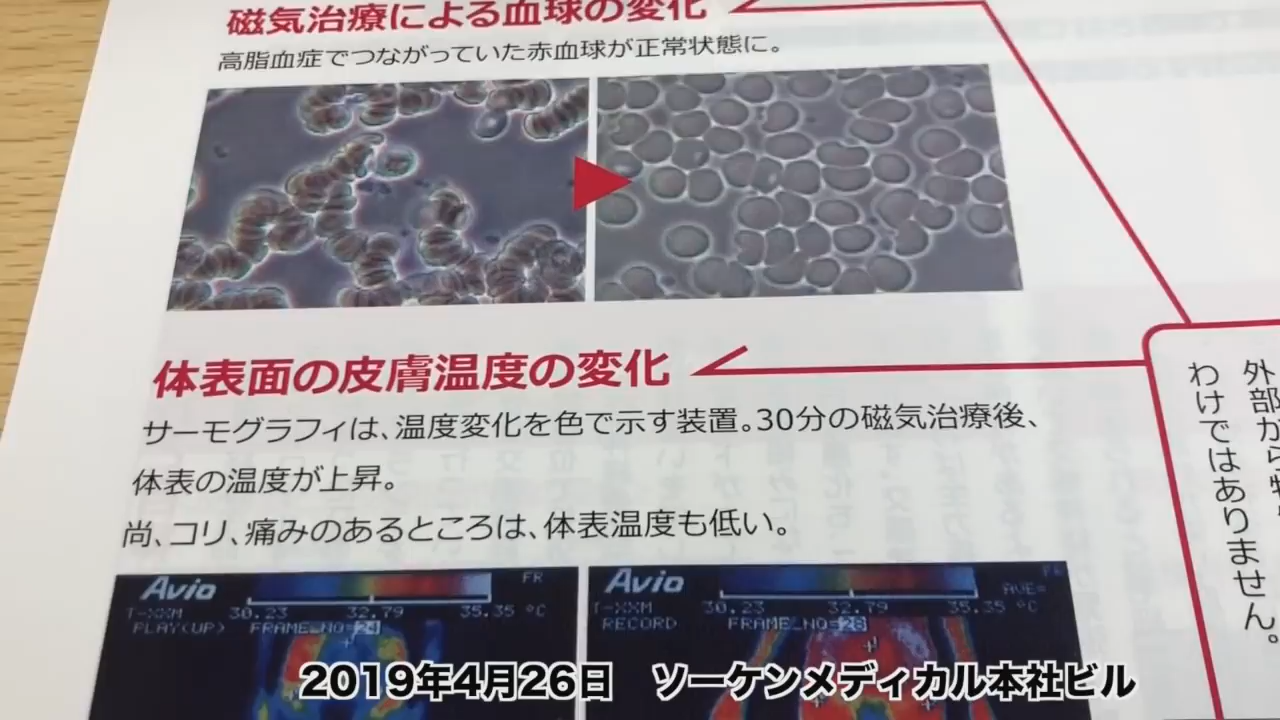 磁気治療による血球の変化
高脂血症でつながっていた赤血球が正常状態に。
体表面の皮膚温度の変化
サーモグラフィは、温度変化を色で示す装置。30分の磁気治療後、
体表の温度が上昇。
尚、コリ、痛みのあるところは、体表温度も低い。
外部から
わけではありません。
Avio
FR
30.23 32.79 35.35 °C
T-XXM
PLAY(UP) FRAME NO=24
Avio
AVE=
30.23 32.79 35.35 °C
T-XXM
RECORD FRAME NO=26
2019年4月26日 ソーケンメディカル本社ビル